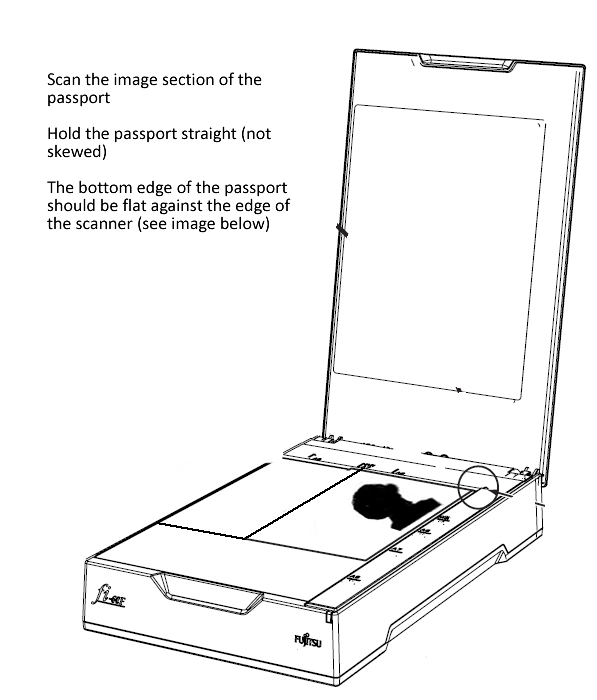 Scan the image section of the
passport
Hold the passport straight (not
skewed)
The bottom edge of the passport
should be flat against the edge of
the scanner (see image below)
FUJITSU